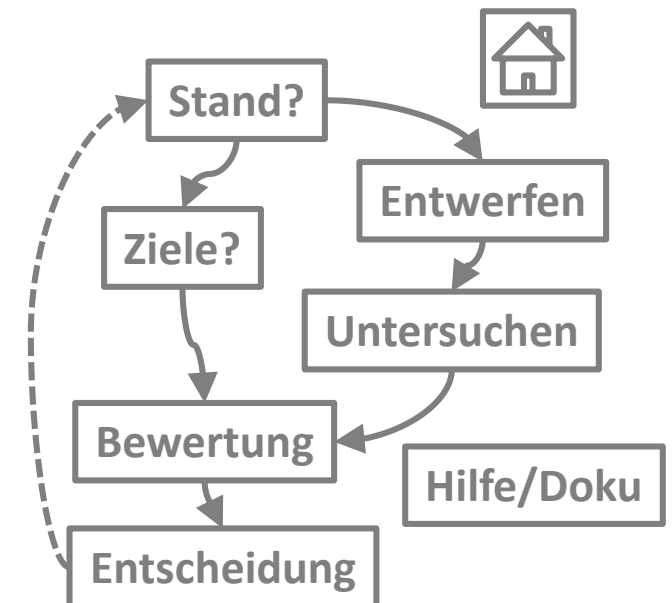 Stand?
Entwerfen
Ziele?
Untersuchen
Bewertung
Hilfe/Doku
Entscheidung